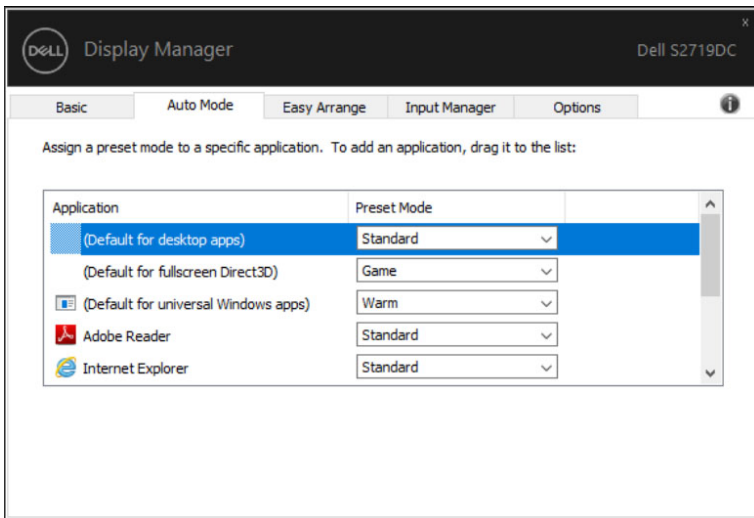 x
DELL Display Manager Dell S2719DC
Basic Auto Mode Easy Arrange Input Manager Options i
Assign a preset mode to a specific application. To add an application, drag it to the list:
Application Preset Mode
(Default for desktop apps) Standard
(Default for fullscreen Direct3D) Game
(Default for universal Windows apps) Warm
Adobe Reader Standard
Internet Explorer Standard